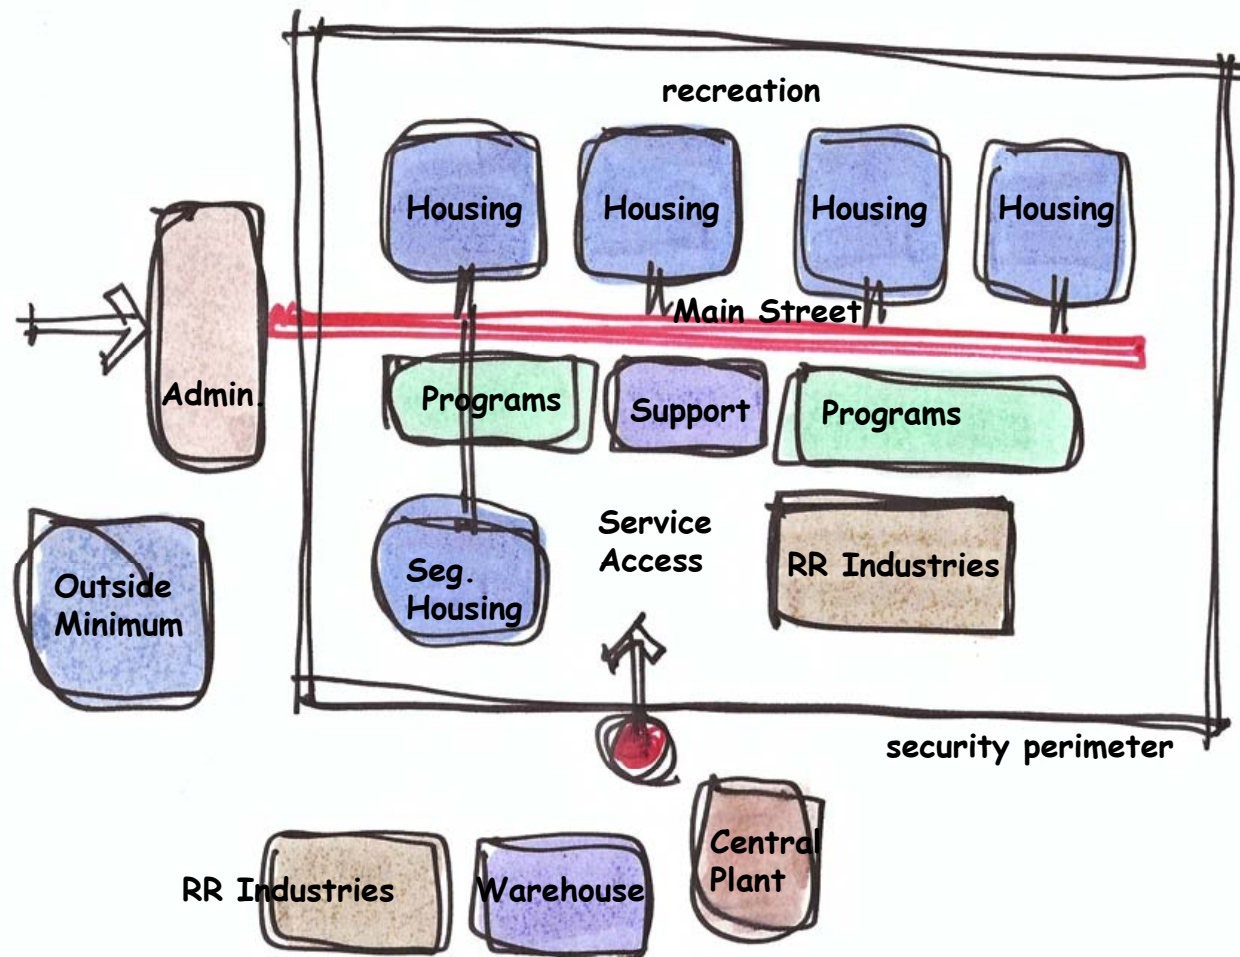 recreation
Housing
Housing
Housing
Housing
Main Street
Admin.
Programs
Support
Programs
Service
Access
RR Industries
Seg.
Housing
Outside
Minimum
security perimeter
Central
Plant
RR Industries
Warehouse